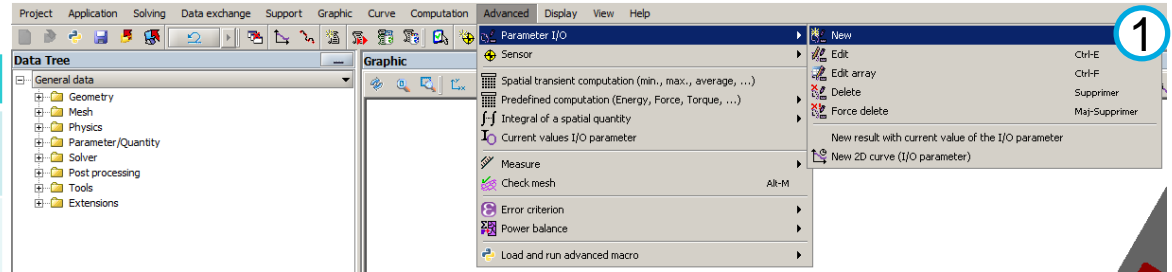 Project Application Solving Data exchange Support Graphic Curve Computation Advanced Display View Help
Data Tree
General data
Geometry
Mesh
Physics
Parameter/Quantity
Solver
Post processing
Tools
Extensions
Graphic
Parameter I/O
Sensor
Spatial transient computation (min., max., average, ...)
Predefined computation (Energy, Force, Torque, ...)
Integral of a spatial quantity
Current values I/O parameter
Measure
Check mesh Alt-M
Error criterion
Power balance
Load and run advanced macro
New
Edit Ctrl-E
Edit array Ctrl-F
Delete Supprimer
Force delete Maj-Supprimer
New result with current value of the I/O parameter
New 2D curve (I/O parameter)
1